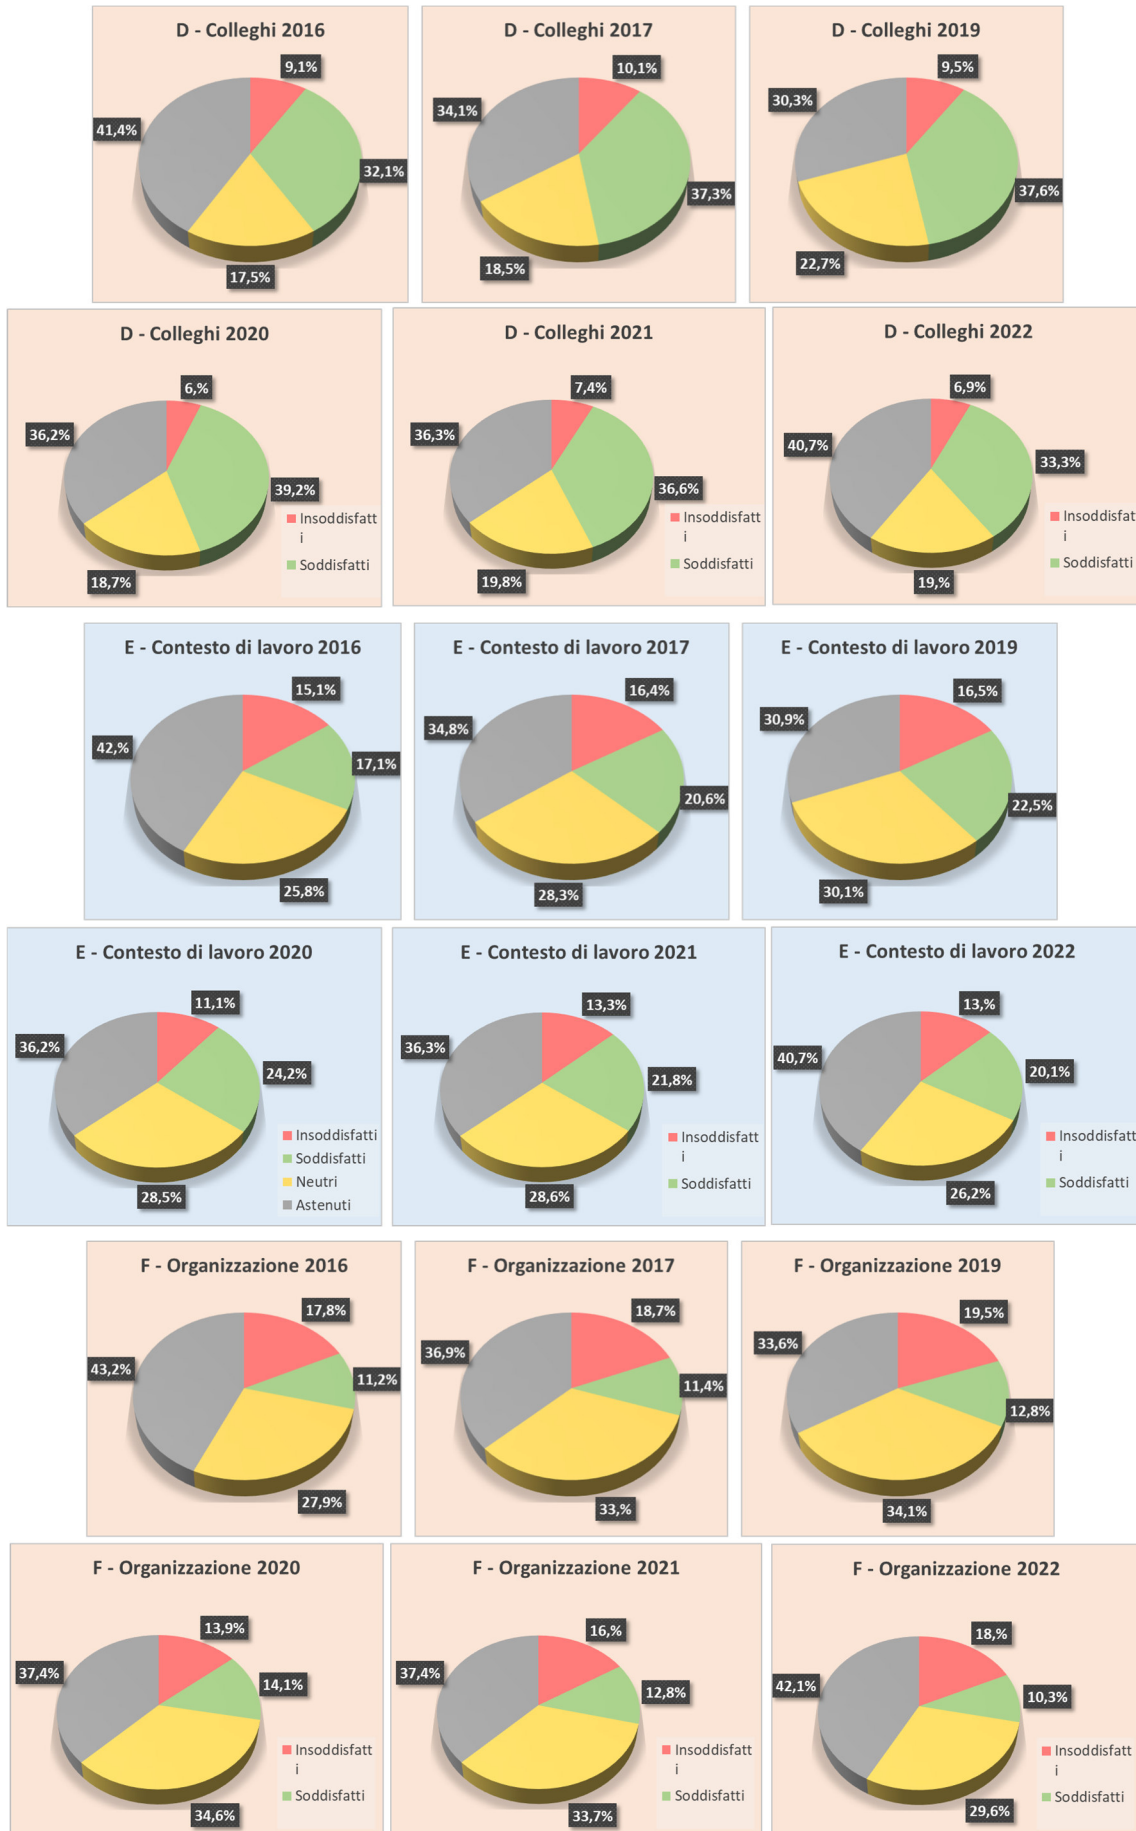 D - Colleghi 2016
9,1%
41,4%
32,1%
17,5%
D - Colleghi 2017
10,1%
34,1%
37,3%
18,5%
D - Colleghi 2019
9,5%
30,3%
37,6%
22,7%
D - Colleghi 2020
6,%
36,2%
39,2%
18,7%
Insoddisfatt
i
Soddisfatti
D - Colleghi 2021
7,4%
36,3%
36,6%
19,8%
Insoddisfatt
i
Soddisfatti
D - Colleghi 2022
6,9%
40,7%
33,3%
19,%
Insoddisfatt
i
Soddisfatti
E - Contesto di lavoro 2016
15,1%
42,%
17,1%
25,8%
E - Contesto di lavoro 2017
16,4%
34,8%
20,6%
28,3%
E - Contesto di lavoro 2019
16,5%
30,9%
22,5%
30,1%
E - Contesto di lavoro 2020
11,1%
36,2%
24,2%
28,5%
Insoddisfatti
Soddisfatti
Neutri
Astenuti
E - Contesto di lavoro 2021
13,3%
36,3%
21,8%
28,6%
Insoddisfatt
i
Soddisfatti
E - Contesto di lavoro 2022
13,%
40,7%
20,1%
26,2%
Insoddisfatt
i
Soddisfatti
F - Organizzazione 2016
17,8%
43,2%
11,2%
27,9%
F - Organizzazione 2017
18,7%
36,9%
11,4%
33,%
F - Organizzazione 2019
19,5%
33,6%
12,8%
34,1%
F - Organizzazione 2020
13,9%
37,4%
14,1%
34,6%
Insoddisfatt
i
Soddisfatti
F - Organizzazione 2021
16,%
37,4%
12,8%
33,7%
Insoddisfatt
i
Soddisfatti
F - Organizzazione 2022
18,%
42,1%
10,3%
29,6%
Insoddisfatt
i
Soddisfatti